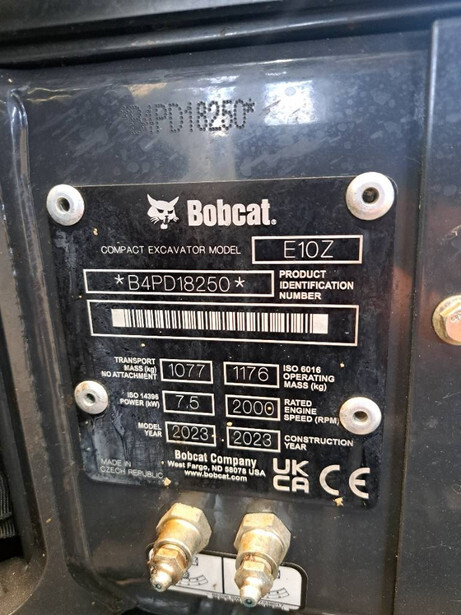 *B4PD18250*
Bobcat®
COMPACT EXCAVATOR MODEL E10Z
*B4PD18250* PRODUCT IDENTIFICATION NUMBER
TRANSPORT MASS (kg) NO ATTACHMENT 1077 1176 ISO 6016 OPERATING MASS (kg)
ISO 14396 POWER (kW) 7.5 2000 RATED ENGINE SPEED (RPM)
MODEL YEAR 2023 2023 CONSTRUCTION YEAR
MADE IN CZECH REPUBLIC
Bobcat Company
West Fargo, ND 58078 USA
www.bobcat.com
UK CA CE